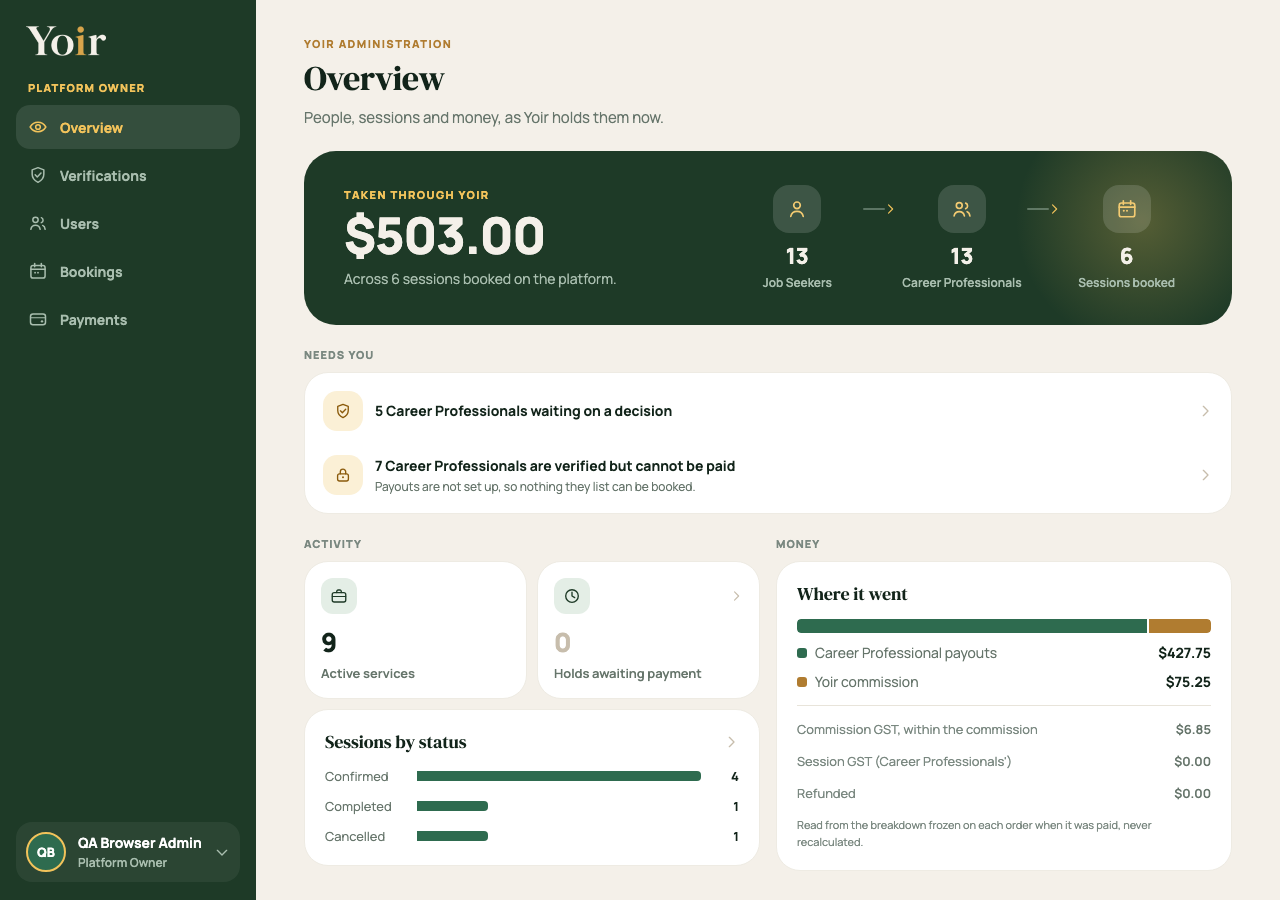 Yoir
PLATFORM OWNER
Overview
Verifications
Users
Bookings
Payments
QB
QA Browser Admin
Platform Owner
YOIR ADMINISTRATION
Overview
People, sessions and money, as Yoir holds them now.
TAKEN THROUGH YOIR
$503.00
Across 6 sessions booked on the platform.
13
Job Seekers
13
Career Professionals
6
Sessions booked
NEEDS YOU
5 Career Professionals waiting on a decision
7 Career Professionals are verified but cannot be paid
Payouts are not set up, so nothing they list can be booked.
ACTIVITY
9
Active services
0
Holds awaiting payment
Sessions by status
Confirmed 4
Completed 1
Cancelled 1
MONEY
Where it went
Career Professional payouts $427.75
Yoir commission $75.25
Commission GST, within the commission $6.85
Session GST (Career Professionals') $0.00
Refunded $0.00
Read from the breakdown frozen on each order when it was paid, never
recalculated.